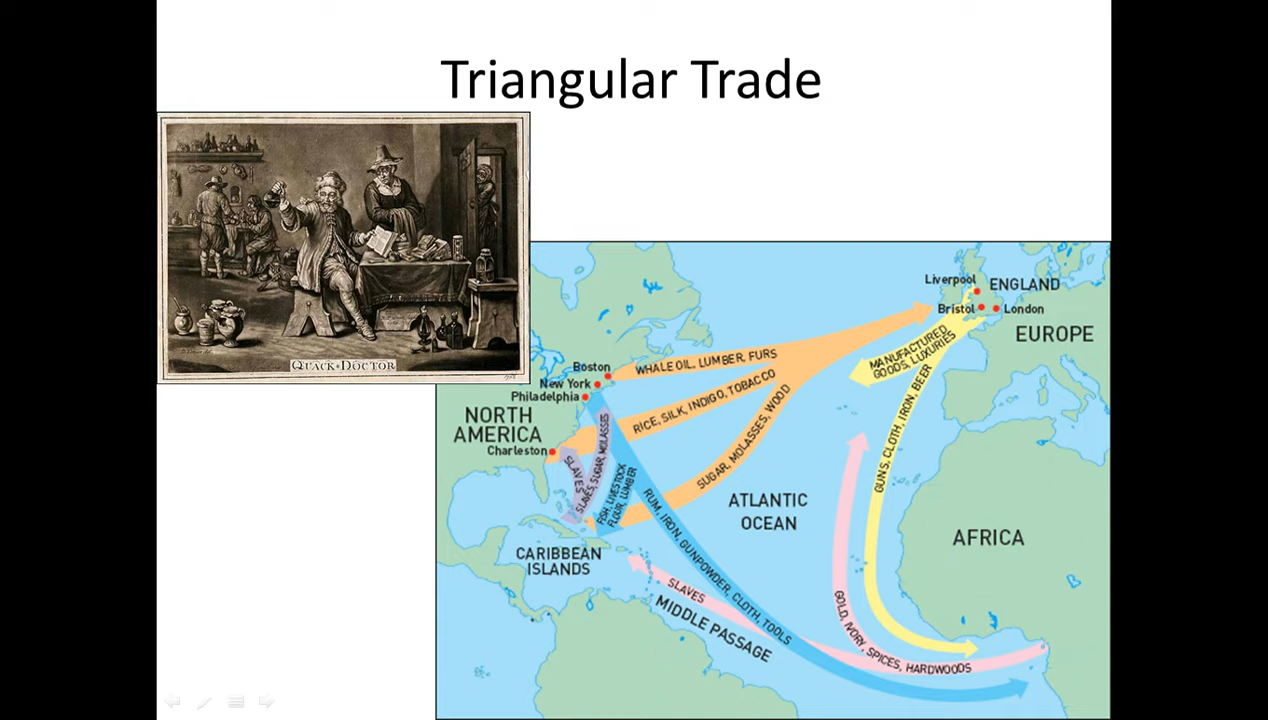 Triangular Trade
QUACK-DOCTOR
Liverpool
ENGLAND
Bristol
London
EUROPE
MANUFACTURED
GOODS, LUXURIES
Boston
WHALE OIL, LUMBER, FURS
New York
Philadelphia
RICE, SILK, INDIGO, TOBACCO
NORTH
AMERICA
Charleston
SUGAR, MOLASSES, WOOD
GUNS, CLOTH, IRON, BEER
SLAVES
SLAVES, SUGAR, MOLASSES
FISH, LIVESTOCK
FLOUR, LUMBER
RUM, IRON, GUNPOWDER, CLOTH, TOOLS
ATLANTIC
OCEAN
AFRICA
CARIBBEAN
ISLANDS
SLAVES
MIDDLE PASSAGE
GOLD, IVORY, SPICES, HARDWOODS